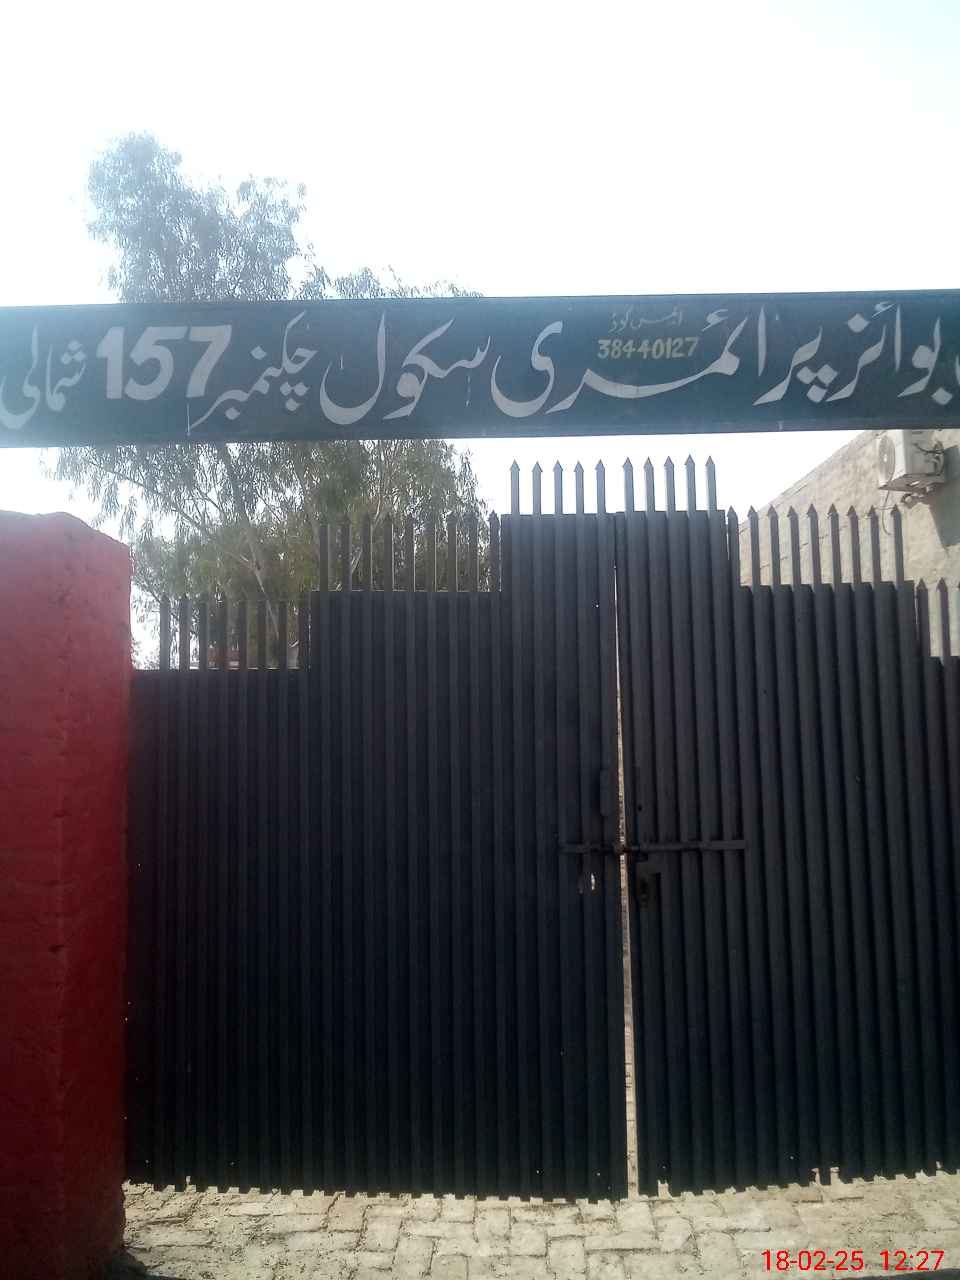 بوائز پرائمری سکول چکنمبر 157 شمالی
ایمس کوڈ
38440127
18-02-25 12:27